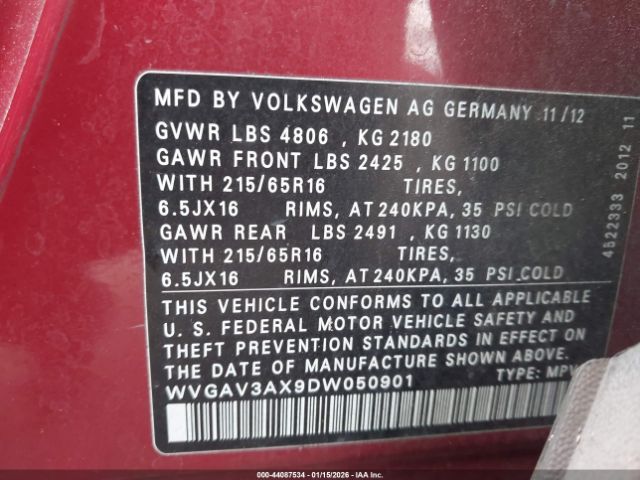 MFD BY VOLKSWAGEN AG GERMANY 11/12
GVWR LBS 4806 , KG 2180
GAWR FRONT LBS 2425 , KG 1100
WITH 215/65R16 TIRES,
6.5JX16 RIMS, AT 240KPA, 35 PSI COLD
GAWR REAR LBS 2491 , KG 1130
WITH 215/65R16 TIRES,
6.5JX16 RIMS, AT 240KPA, 35 PSI COLD
THIS VEHICLE CONFORMS TO ALL APPLICABLE
U. S. FEDERAL MOTOR VEHICLE SAFETY AND
THEFT PREVENTION STANDARDS IN EFFECT ON
THE DATE OF MANUFACTURE SHOWN ABOVE.
WVGAV3AX9DW050901 TYPE: MPV
4522333 2012 11
000-44087534 - 01/15/2026 - IAA Inc.